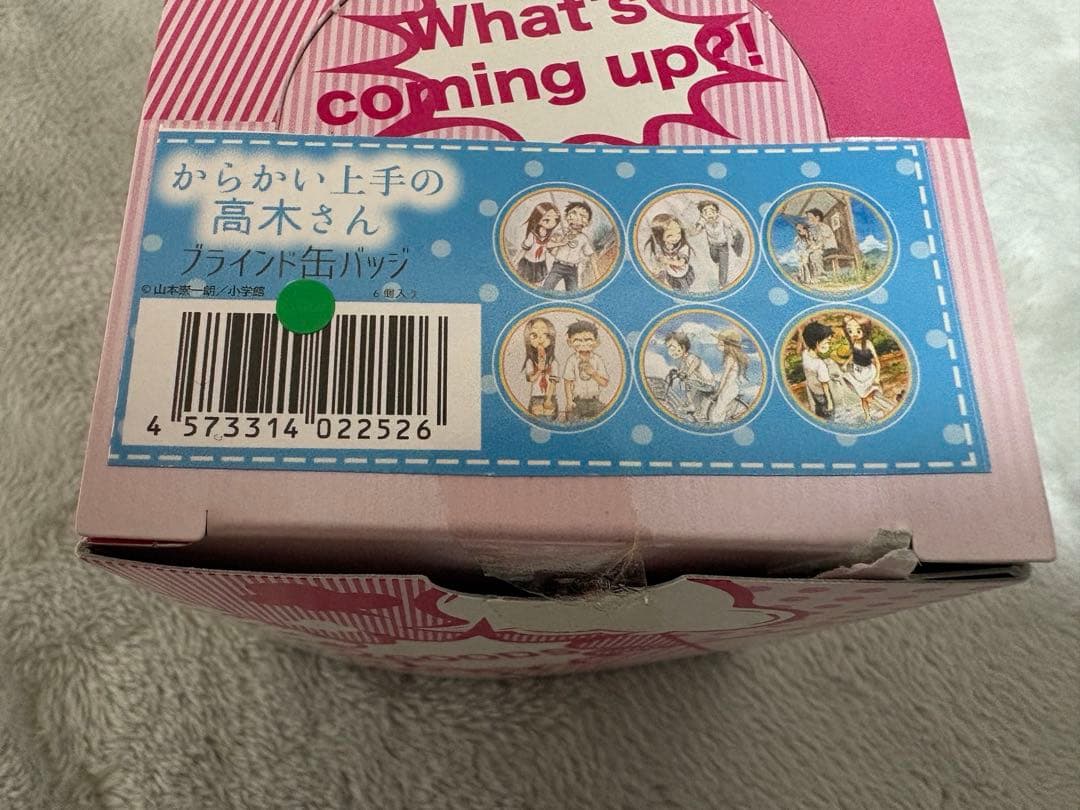 What's
coming up?!
からかい上手の
高木さん
ブラインド缶バッジ
©山本崇一朗/小学館
6個入り
4 573314 022526